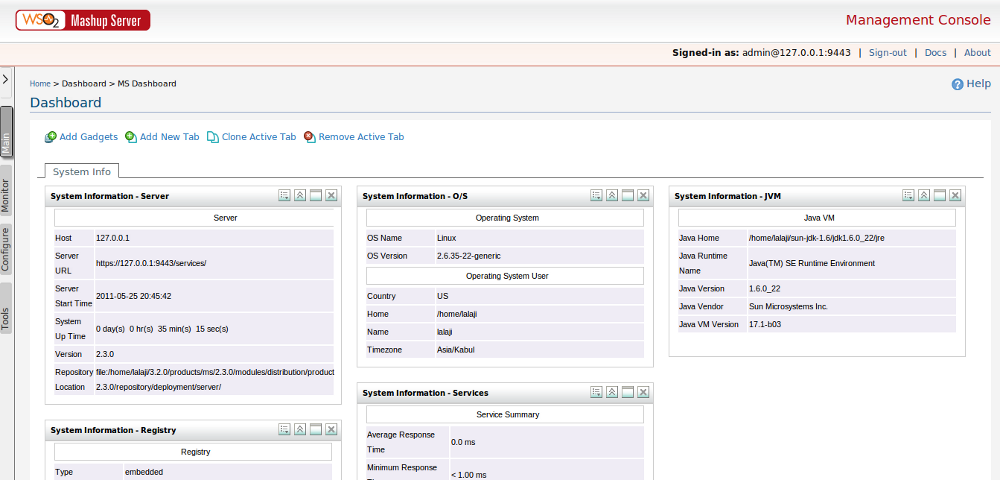 WSO2 Mashup Server
Management Console
Signed-in as: admin@127.0.0.1:9443 | Sign-out | Docs | About
Home > Dashboard > MS Dashboard
Help
Dashboard
Add Gadgets Add New Tab Clone Active Tab Remove Active Tab
Main
Monitor
Configure
Tools
System Info
System Information - Server
Server
Host 127.0.0.1
Server
URL https://127.0.0.1:9443/services/
Server
Start Time 2011-05-25 20:45:42
System
Up Time 0 day(s) 0 hr(s) 35 min(s) 15 sec(s)
Version 2.3.0
Repository file:/home/lalaji/3.2.0/products/ms/2.3.0/modules/distribution/product
Location 2.3.0/repository/deployment/server/
System Information - Registry
Registry
Type embedded
System Information - O/S
Operating System
OS Name Linux
OS Version 2.6.35-22-generic
Operating System User
Country US
Home /home/lalaji
Name lalaji
Timezone Asia/Kabul
System Information - Services
Service Summary
Average Response
Time 0.0 ms
Minimum Response
< 1.00 ms
System Information - JVM
Java VM
Java Home /home/lalaji/sun-jdk-1.6/jdk1.6.0_22/jre
Java Runtime
Name Java(TM) SE Runtime Environment
Java Version 1.6.0_22
Java Vendor Sun Microsystems Inc.
Java VM Version 17.1-b03